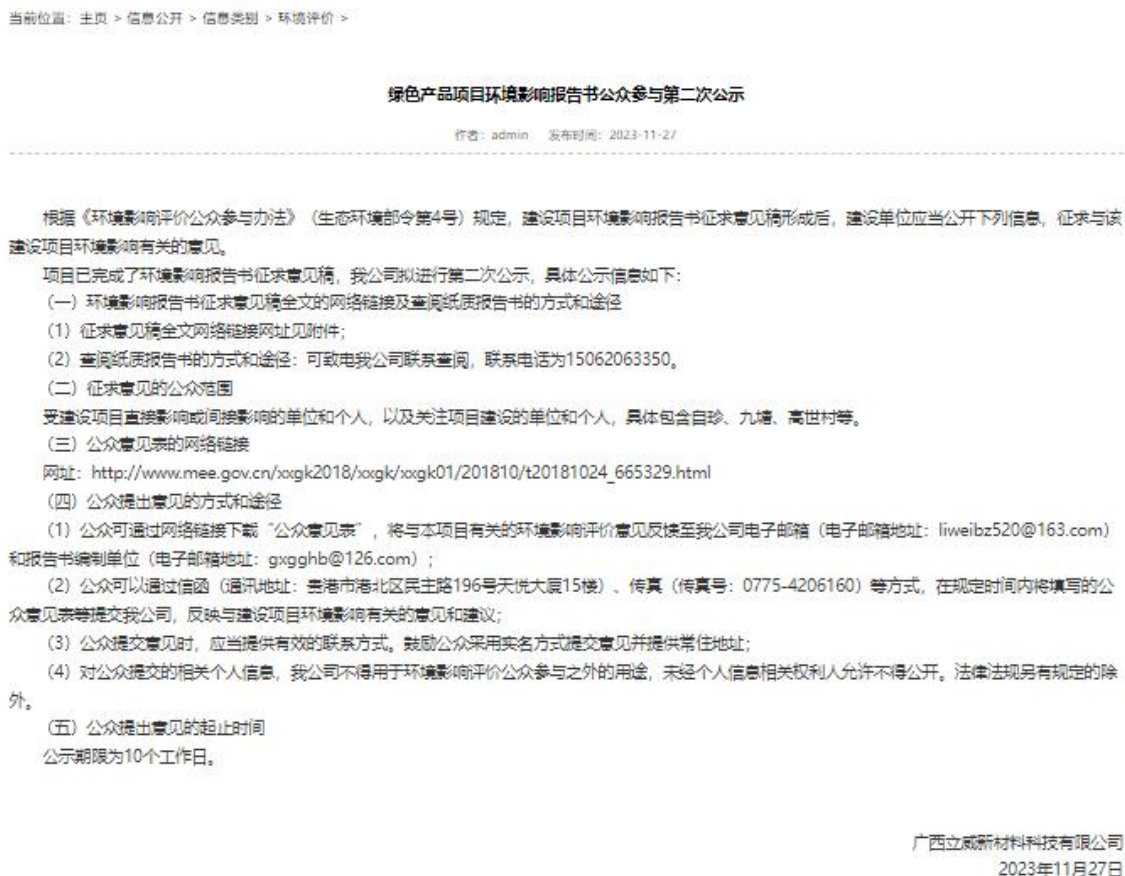 当前位置：主页 > 信息公开 > 信息类别 > 环境评价 >
绿色产品项目环境影响报告书公众参与第二次公示
作者：admin 发布时间：2023-11-27
根据《环境影响评价公众参与办法》（生态环境部令第4号）规定，建设项目环境影响报告书征求意见稿形成后，建设单位应当公开下列信息，征求与该
建设项目环境影响有关的意见。
项目已完成了环境影响报告书征求意见稿，我公司拟进行第二次公示，具体公示信息如下：
（一）环境影响报告书征求意见稿全文的网络链接及查阅纸质报告书的方式和途径
（1）征求意见稿全文网络链接网址见附件；
（2）查阅纸质报告书的方式和途径：可致电我公司联系查阅，联系电话为15062063350。
（二）征求意见的公众范围
受建设项目直接影响或间接影响的单位和个人，以及关注项目建设的单位和个人，具体包含自珍、九塘、高世村等。
（三）公众意见表的网络链接
网址：http://www.mee.gov.cn/xxgk2018/xxgk/xxgk01/201810/t20181024_665329.html
（四）公众提出意见的方式和途径
（1）公众可通过网络链接下载“公众意见表”，将与本项目有关的环境影响评价意见反馈至我公司电子邮箱（电子邮箱地址：liweibz520@163.com）
和报告书编制单位（电子邮箱地址：gxgghb@126.com）；
（2）公众可以通过信函（通讯地址：贵港市港北区民主路196号天悦大厦15楼）、传真（传真号：0775-4206160）等方式，在规定时间内将填写的公
众意见表等提交我公司，反映与建设项目环境影响有关的意见和建议；
（3）公众提交意见时，应当提供有效的联系方式。鼓励公众采用实名方式提交意见并提供常住地址；
（4）对公众提交的相关个人信息，我公司不得用于环境影响评价公众参与之外的用途，未经个人信息相关权利人允许不得公开。法律法规另有规定的除
外。
（五）公众提出意见的起止时间
公示期限为10个工作日。
广西立威新材料科技有限公司
2023年11月27日